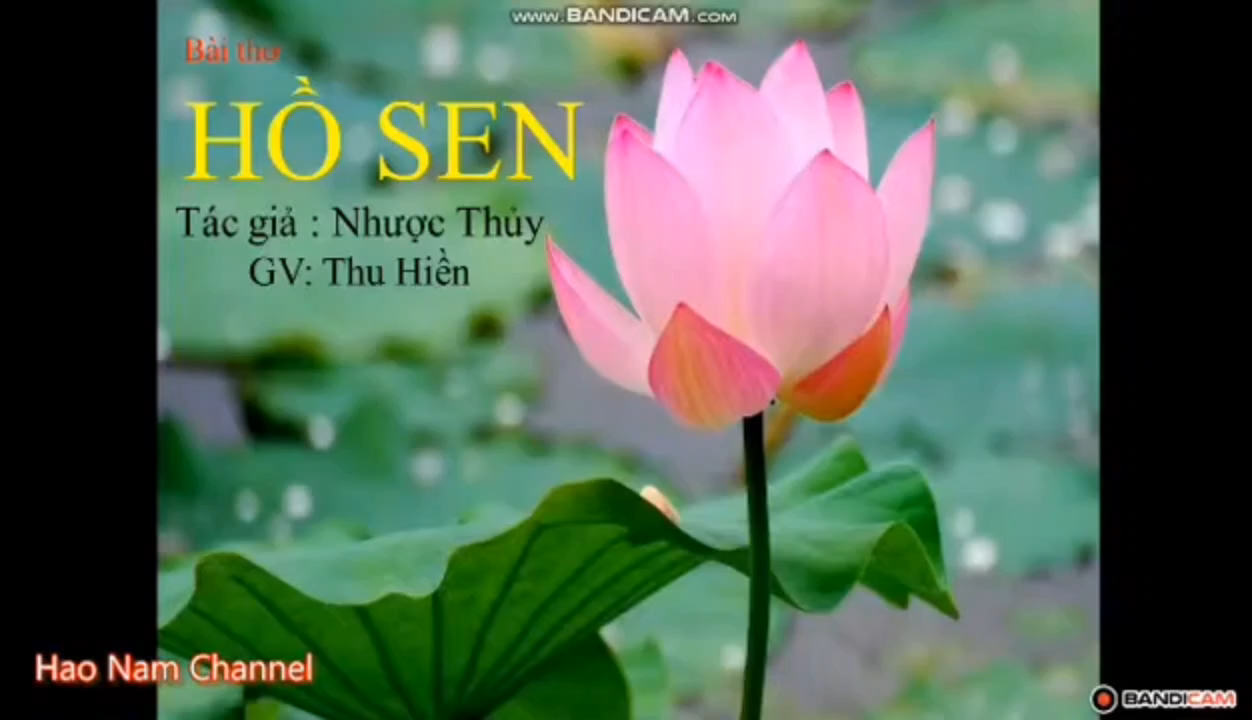 www.BANDICAM.com
Bài thơ
HỒ SEN
Tác giả : Nhược Thủy
GV: Thu Hiền
Hao Nam Channel
BANDICAM